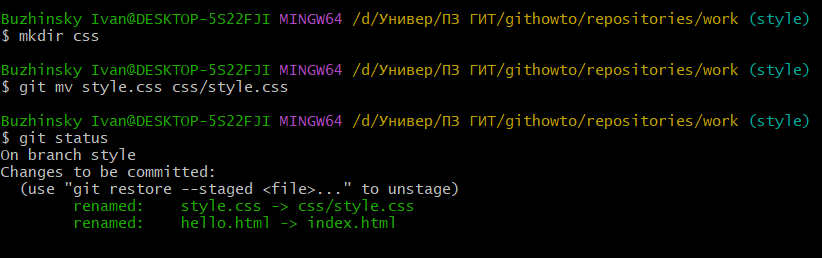 Buzhinsky Ivan@DESKTOP-5S22FJI MINGW64 /d/Универ/ПЗ ГИТ/githowto/repositories/work (style)
$ mkdir css
Buzhinsky Ivan@DESKTOP-5S22FJI MINGW64 /d/Универ/ПЗ ГИТ/githowto/repositories/work (style)
$ git mv style.css css/style.css
Buzhinsky Ivan@DESKTOP-5S22FJI MINGW64 /d/Универ/ПЗ ГИТ/githowto/repositories/work (style)
$ git status
On branch style
Changes to be committed:
  (use "git restore --staged <file>..." to unstage)
        renamed:    style.css -> css/style.css
        renamed:    hello.html -> index.html